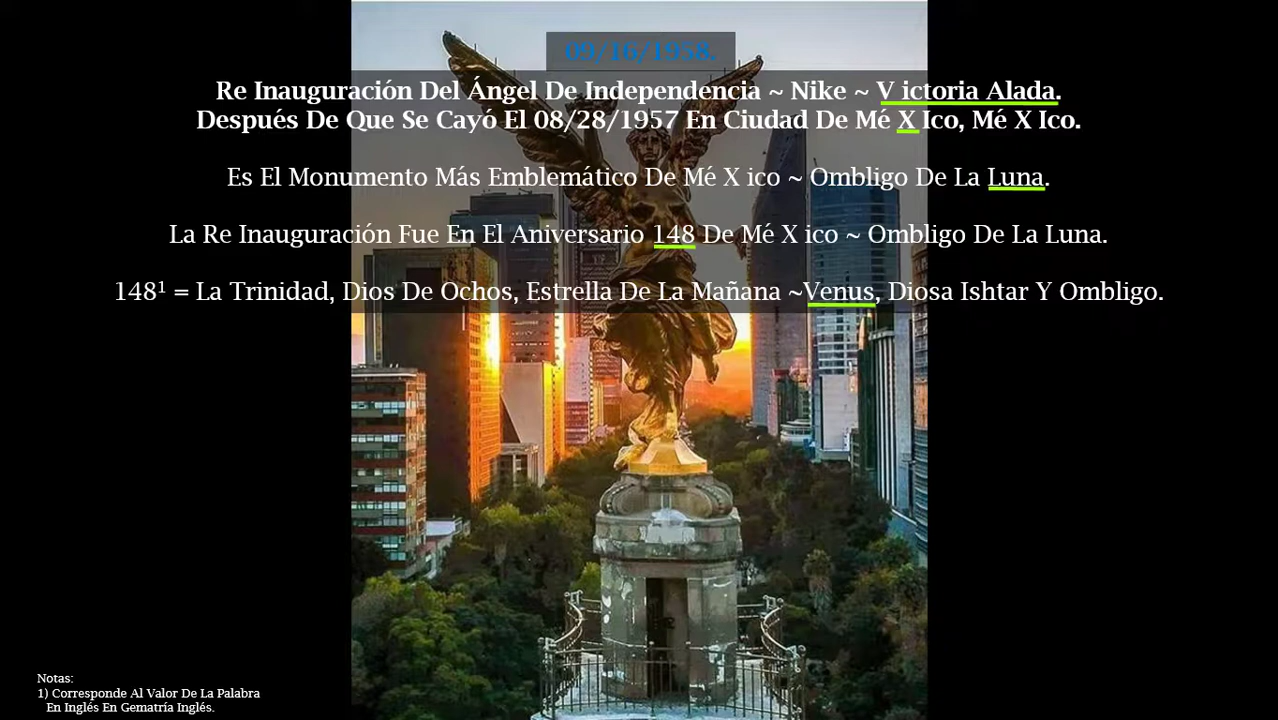 09/16/1958.
Re Inauguración Del Ángel De Independencia ~ Nike ~ V ictoria Alada.
Después De Que Se Cayó El 08/28/1957 En Ciudad De Mé X Ico, Mé X Ico.
Es El Monumento Más Emblemático De Mé X ico ~ Ombligo De La Luna.
La Re Inauguración Fue En El Aniversario 148 De Mé X ico ~ Ombligo De La Luna.
148¹ = La Trinidad, Dios De Ochos, Estrella De La Mañana ~Venus, Diosa Ishtar Y Ombligo.
Notas:
1) Corresponde Al Valor De La Palabra
En Inglés En Gematría Inglés.